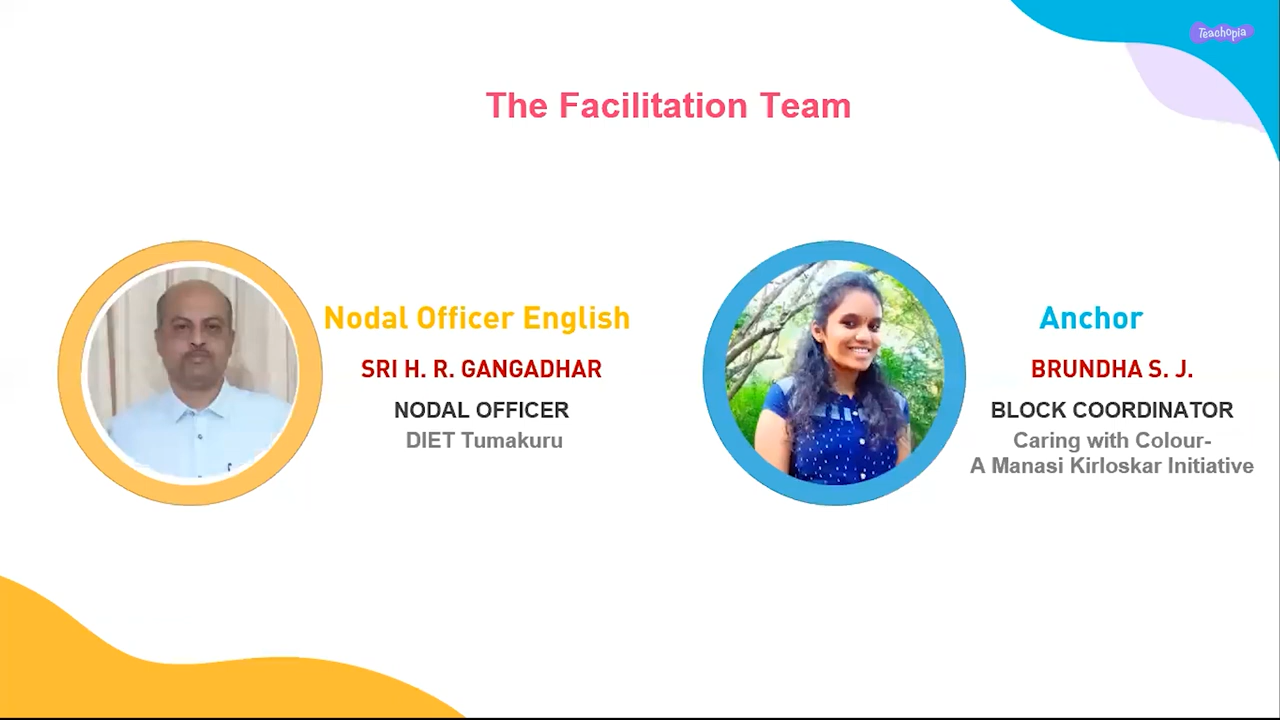 Teachopia
The Facilitation Team
Nodal Officer English
SRI H. R. GANGADHAR
NODAL OFFICER
DIET Tumakuru
Anchor
BRUNDHA S. J.
BLOCK COORDINATOR
Caring with Colour-
A Manasi Kirloskar Initiative